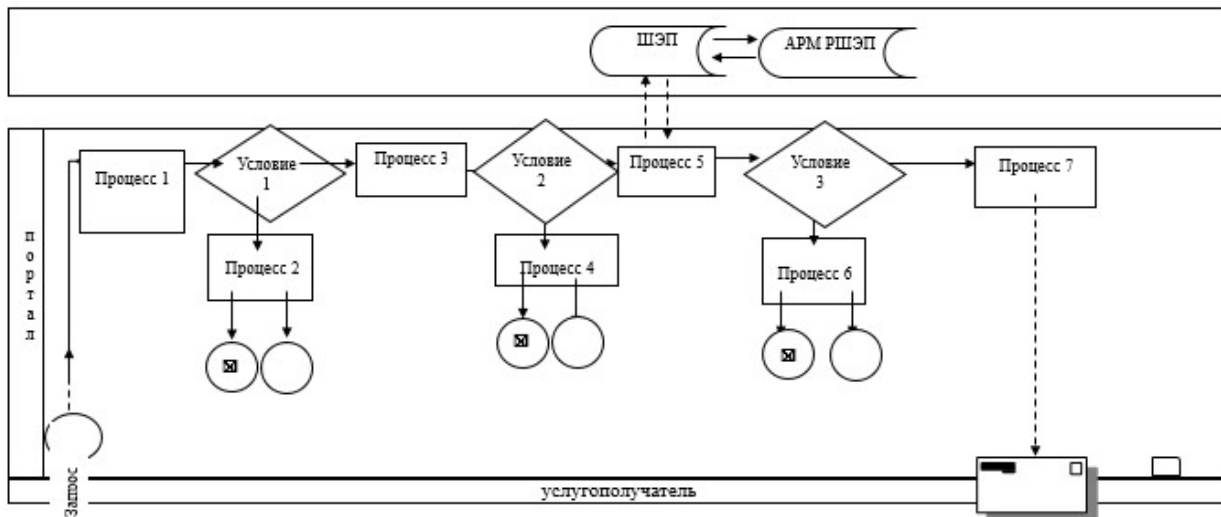 ШЭП
АРМ РШЭП
Процесс 1
Условие
1
Процесс 3
Условие
2
Процесс 5
Условие
3
Процесс 7
Процесс 2
Процесс 4
Процесс 6
портал
Запрос
услугополучатель